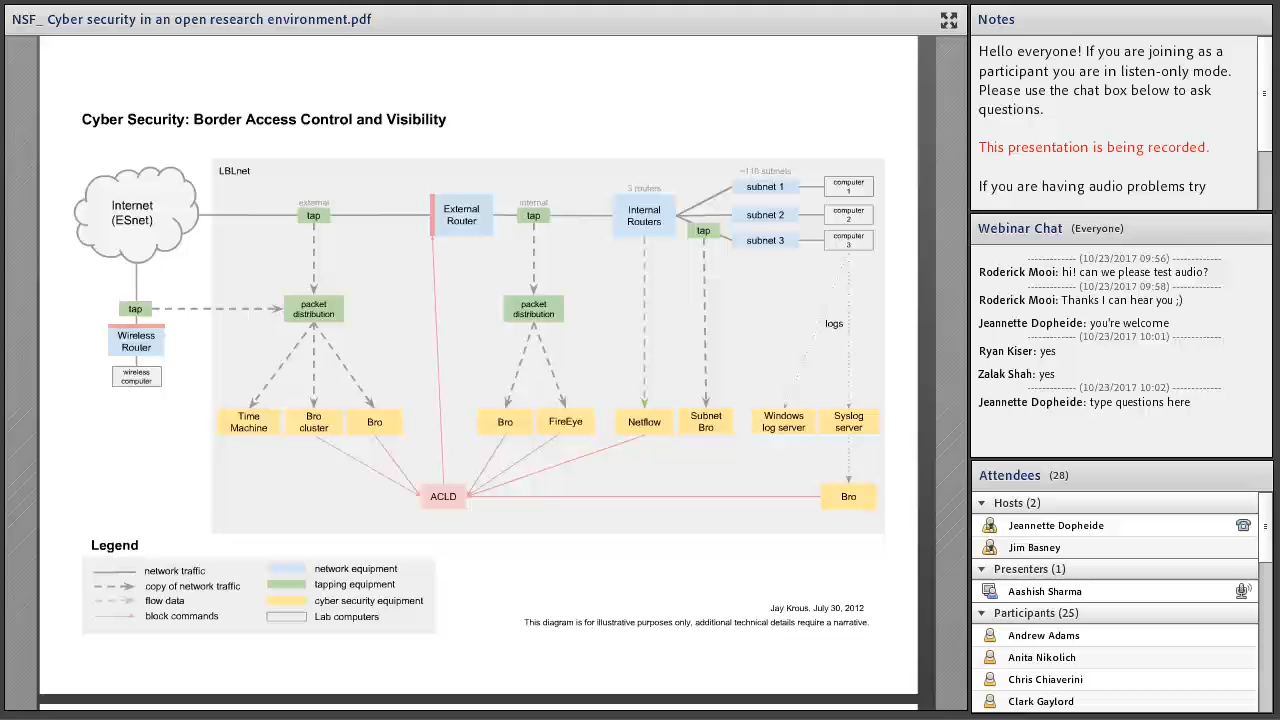 NSF_ Cyber security in an open research environment.pdf
Cyber Security: Border Access Control and Visibility
LBLnet
Internet
(ESnet)
external
tap
External
Router
internal
tap
3 routers
Internal
Routers
tap
~110 subnets
subnet 1
subnet 2
subnet 3
computer
1
computer
2
computer
3
tap
Wireless
Router
wireless
computer
packet
distribution
packet
distribution
logs
Time
Machine
Bro
cluster
Bro
Bro
FireEye
Netflow
Subnet
Bro
Windows
log server
Syslog
server
ACLD
Bro
Legend
network traffic
copy of network traffic
flow data
block commands
network equipment
tapping equipment
cyber security equipment
Lab computers
Jay Krous, July 30, 2012
This diagram is for illustrative purposes only, additional technical details require a narrative.
Notes
Hello everyone! If you are joining as a
participant you are in listen-only mode.
Please use the chat box below to ask
questions.
This presentation is being recorded.
If you are having audio problems try
Webinar Chat (Everyone)
------------ (10/23/2017 09:56) ------------
Roderick Mooi: hi! can we please test audio?
------------ (10/23/2017 09:58) ------------
Roderick Mooi: Thanks I can hear you ;)
Jeannette Dopheide: you're welcome
------------ (10/23/2017 10:01) ------------
Ryan Kiser: yes
Zalak Shah: yes
------------ (10/23/2017 10:02) ------------
Jeannette Dopheide: type questions here
Attendees (28)
Hosts (2)
Jeannette Dopheide
Jim Basney
Presenters (1)
Aashish Sharma
Participants (25)
Andrew Adams
Anita Nikolich
Chris Chiaverini
Clark Gaylord